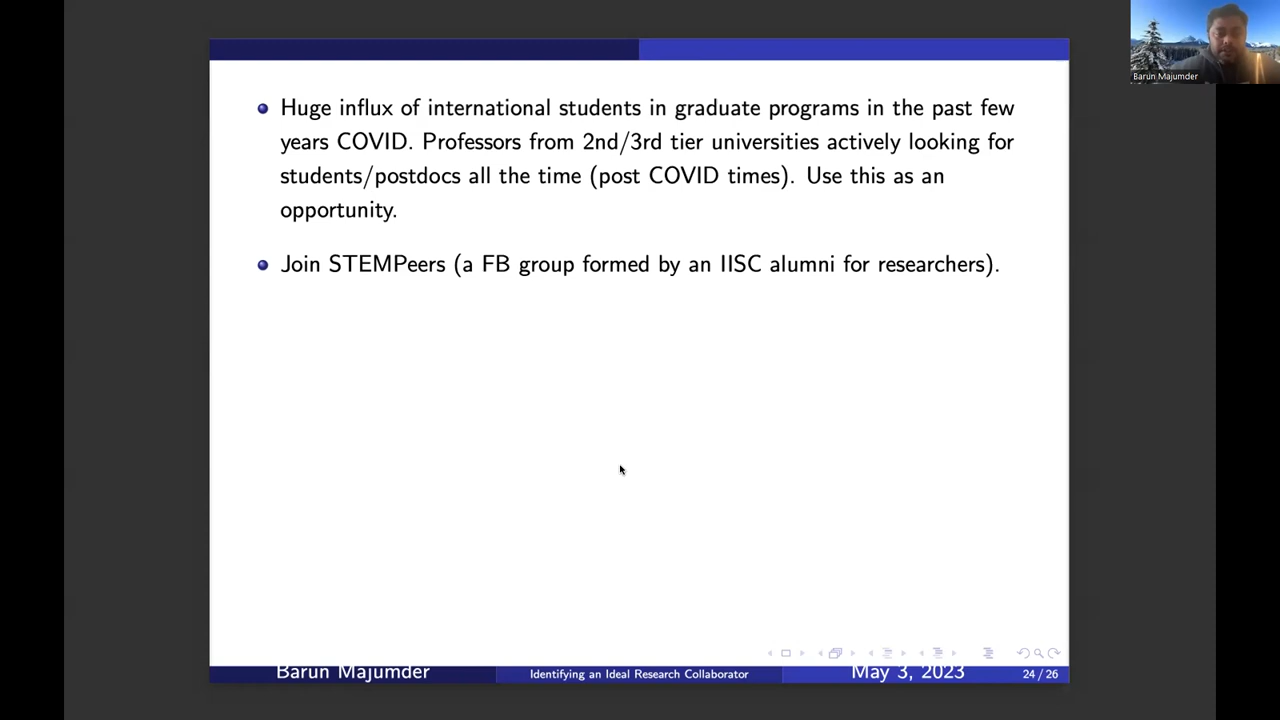 Barun Majumder
Huge influx of international students in graduate programs in the past few
years COVID. Professors from 2nd/3rd tier universities actively looking for
students/postdocs all the time (post COVID times). Use this as an
opportunity.
Join STEMPeers (a FB group formed by an IISC alumni for researchers).
Barun Majumder
Identifying an Ideal Research Collaborator
May 3, 2023
24 / 26